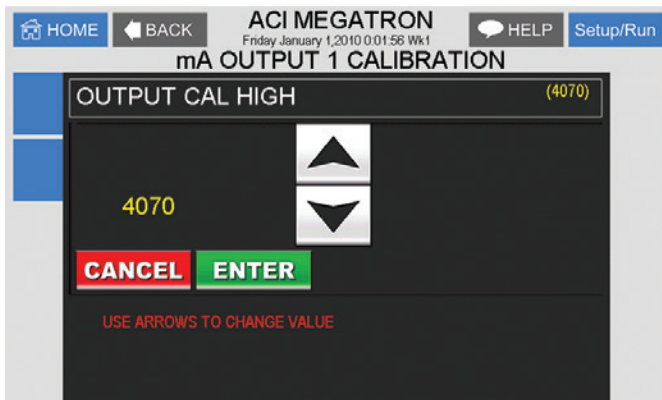 HOME
BACK
ACI MEGATRON
Friday January 1,2010 0:01:56 Wk1
HELP
Setup/Run
mA OUTPUT 1 CALIBRATION
OUTPUT CAL HIGH
(4070)
4070
CANCEL
ENTER
USE ARROWS TO CHANGE VALUE